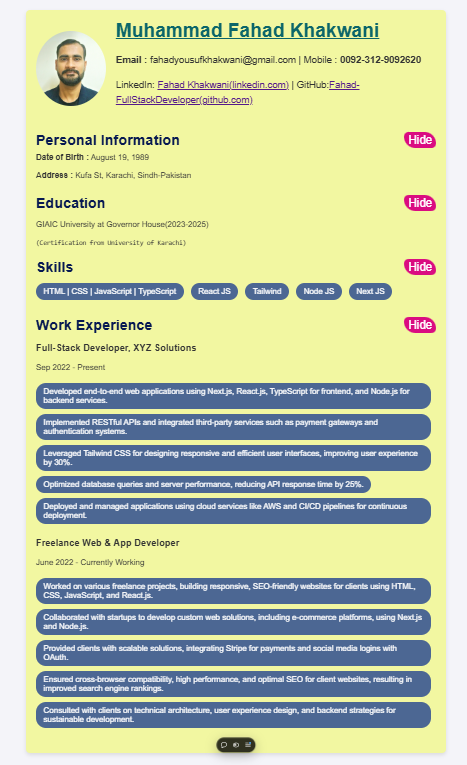 Muhammad Fahad Khakwani
Email : fahadyousufkhakwani@gmail.com | Mobile : 0092-312-9092620
LinkedIn: Fahad Khakwani(linkedin.com) | GitHub:Fahad-
FullStackDeveloper(github.com)
Personal Information
Hide
Date of Birth : August 19, 1989
Address : Kufa St, Karachi, Sindh-Pakistan
Education
Hide
GIAIC University at Governor House(2023-2025)
(Certification from University of Karachi)
Skills
Hide
HTML | CSS | JavaScript | TypeScript
React JS
Tailwind
Node JS
Next JS
Work Experience
Hide
Full-Stack Developer, XYZ Solutions
Sep 2022 - Present
Developed end-to-end web applications using Next.js, React.js, TypeScript for frontend, and Node.js for
backend services.
Implemented RESTful APIs and integrated third-party services such as payment gateways and
authentication systems.
Leveraged Tailwind CSS for designing responsive and efficient user interfaces, improving user experience
by 30%.
Optimized database queries and server performance, reducing API response time by 25%.
Deployed and managed applications using cloud services like AWS and CI/CD pipelines for continuous
deployment.
Freelance Web & App Developer
June 2022 - Currently Working
Worked on various freelance projects, building responsive, SEO-friendly websites for clients using HTML,
CSS, JavaScript, and React.js.
Collaborated with startups to develop custom web solutions, including e-commerce platforms, using Next.js
and Node.js.
Provided clients with scalable solutions, integrating Stripe for payments and social media logins with
OAuth.
Ensured cross-browser compatibility, high performance, and optimal SEO for client websites, resulting in
improved search engine rankings.
Consulted with clients on technical architecture, user experience design, and backend strategies for
sustainable development.